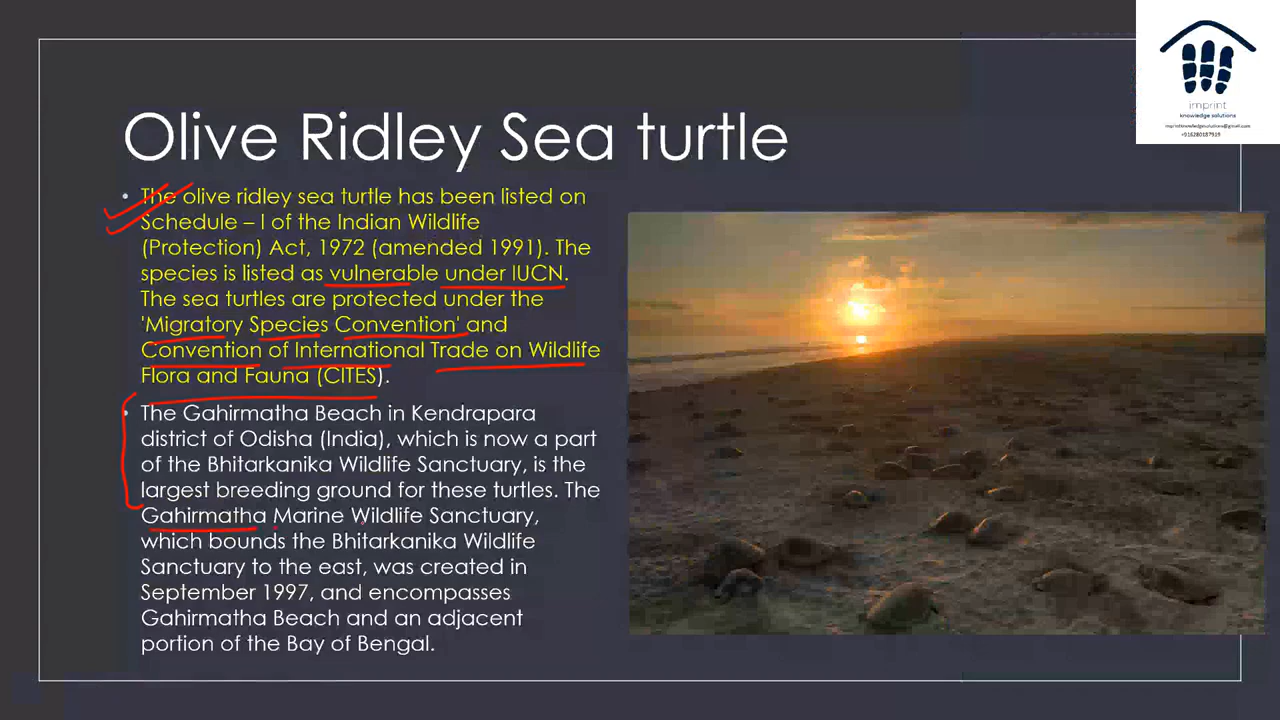 imprint
knowledge solutions
imprintknowledgesolutions@gmail.com
+916280187919
Olive Ridley Sea turtle
• The olive ridley sea turtle has been listed on
Schedule – I of the Indian Wildlife
(Protection) Act, 1972 (amended 1991). The
species is listed as vulnerable under IUCN.
The sea turtles are protected under the
'Migratory Species Convention' and
Convention of International Trade on Wildlife
Flora and Fauna (CITES).
• The Gahirmatha Beach in Kendrapara
district of Odisha (India), which is now a part
of the Bhitarkanika Wildlife Sanctuary, is the
largest breeding ground for these turtles. The
Gahirmatha Marine Wildlife Sanctuary,
which bounds the Bhitarkanika Wildlife
Sanctuary to the east, was created in
September 1997, and encompasses
Gahirmatha Beach and an adjacent
portion of the Bay of Bengal.